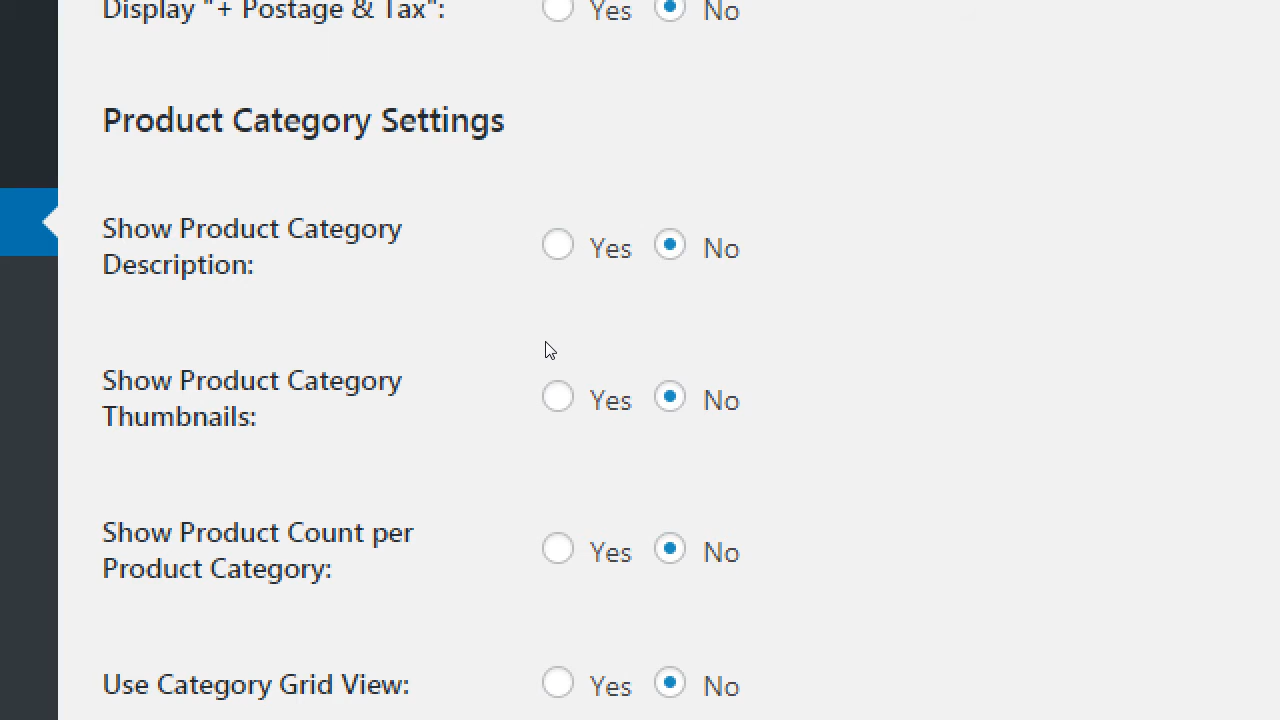 Display "+ Postage & Tax": Yes No
Product Category Settings
Show Product Category
Description:
Yes No
Show Product Category
Thumbnails:
Yes No
Show Product Count per
Product Category:
Yes No
Use Category Grid View: Yes No